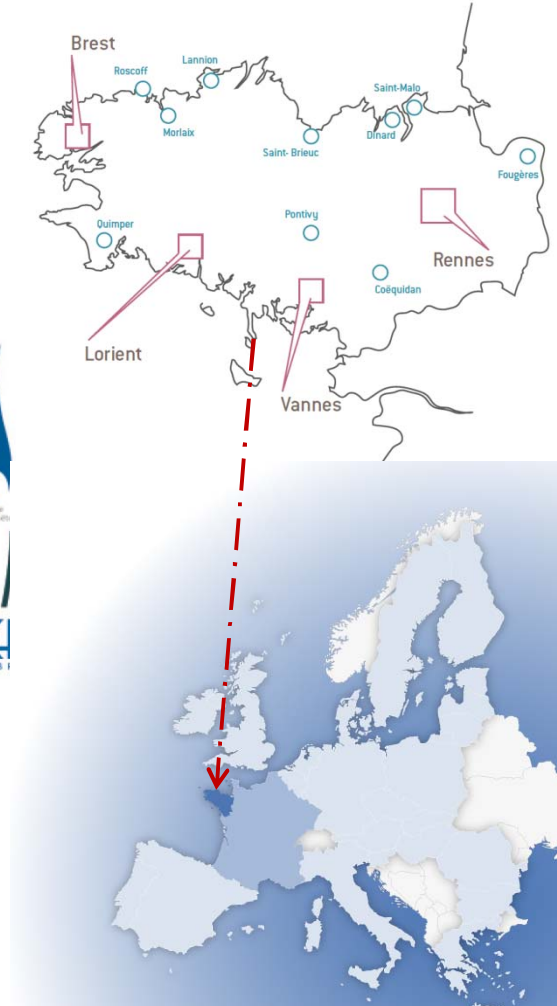 Brest
Roscoff
Lannion
Morlaix
Saint-Malo
Dinard
Saint- Brieuc
Fougères
Quimper
Pontivy
Rennes
Coëquidan
Lorient
Vannes